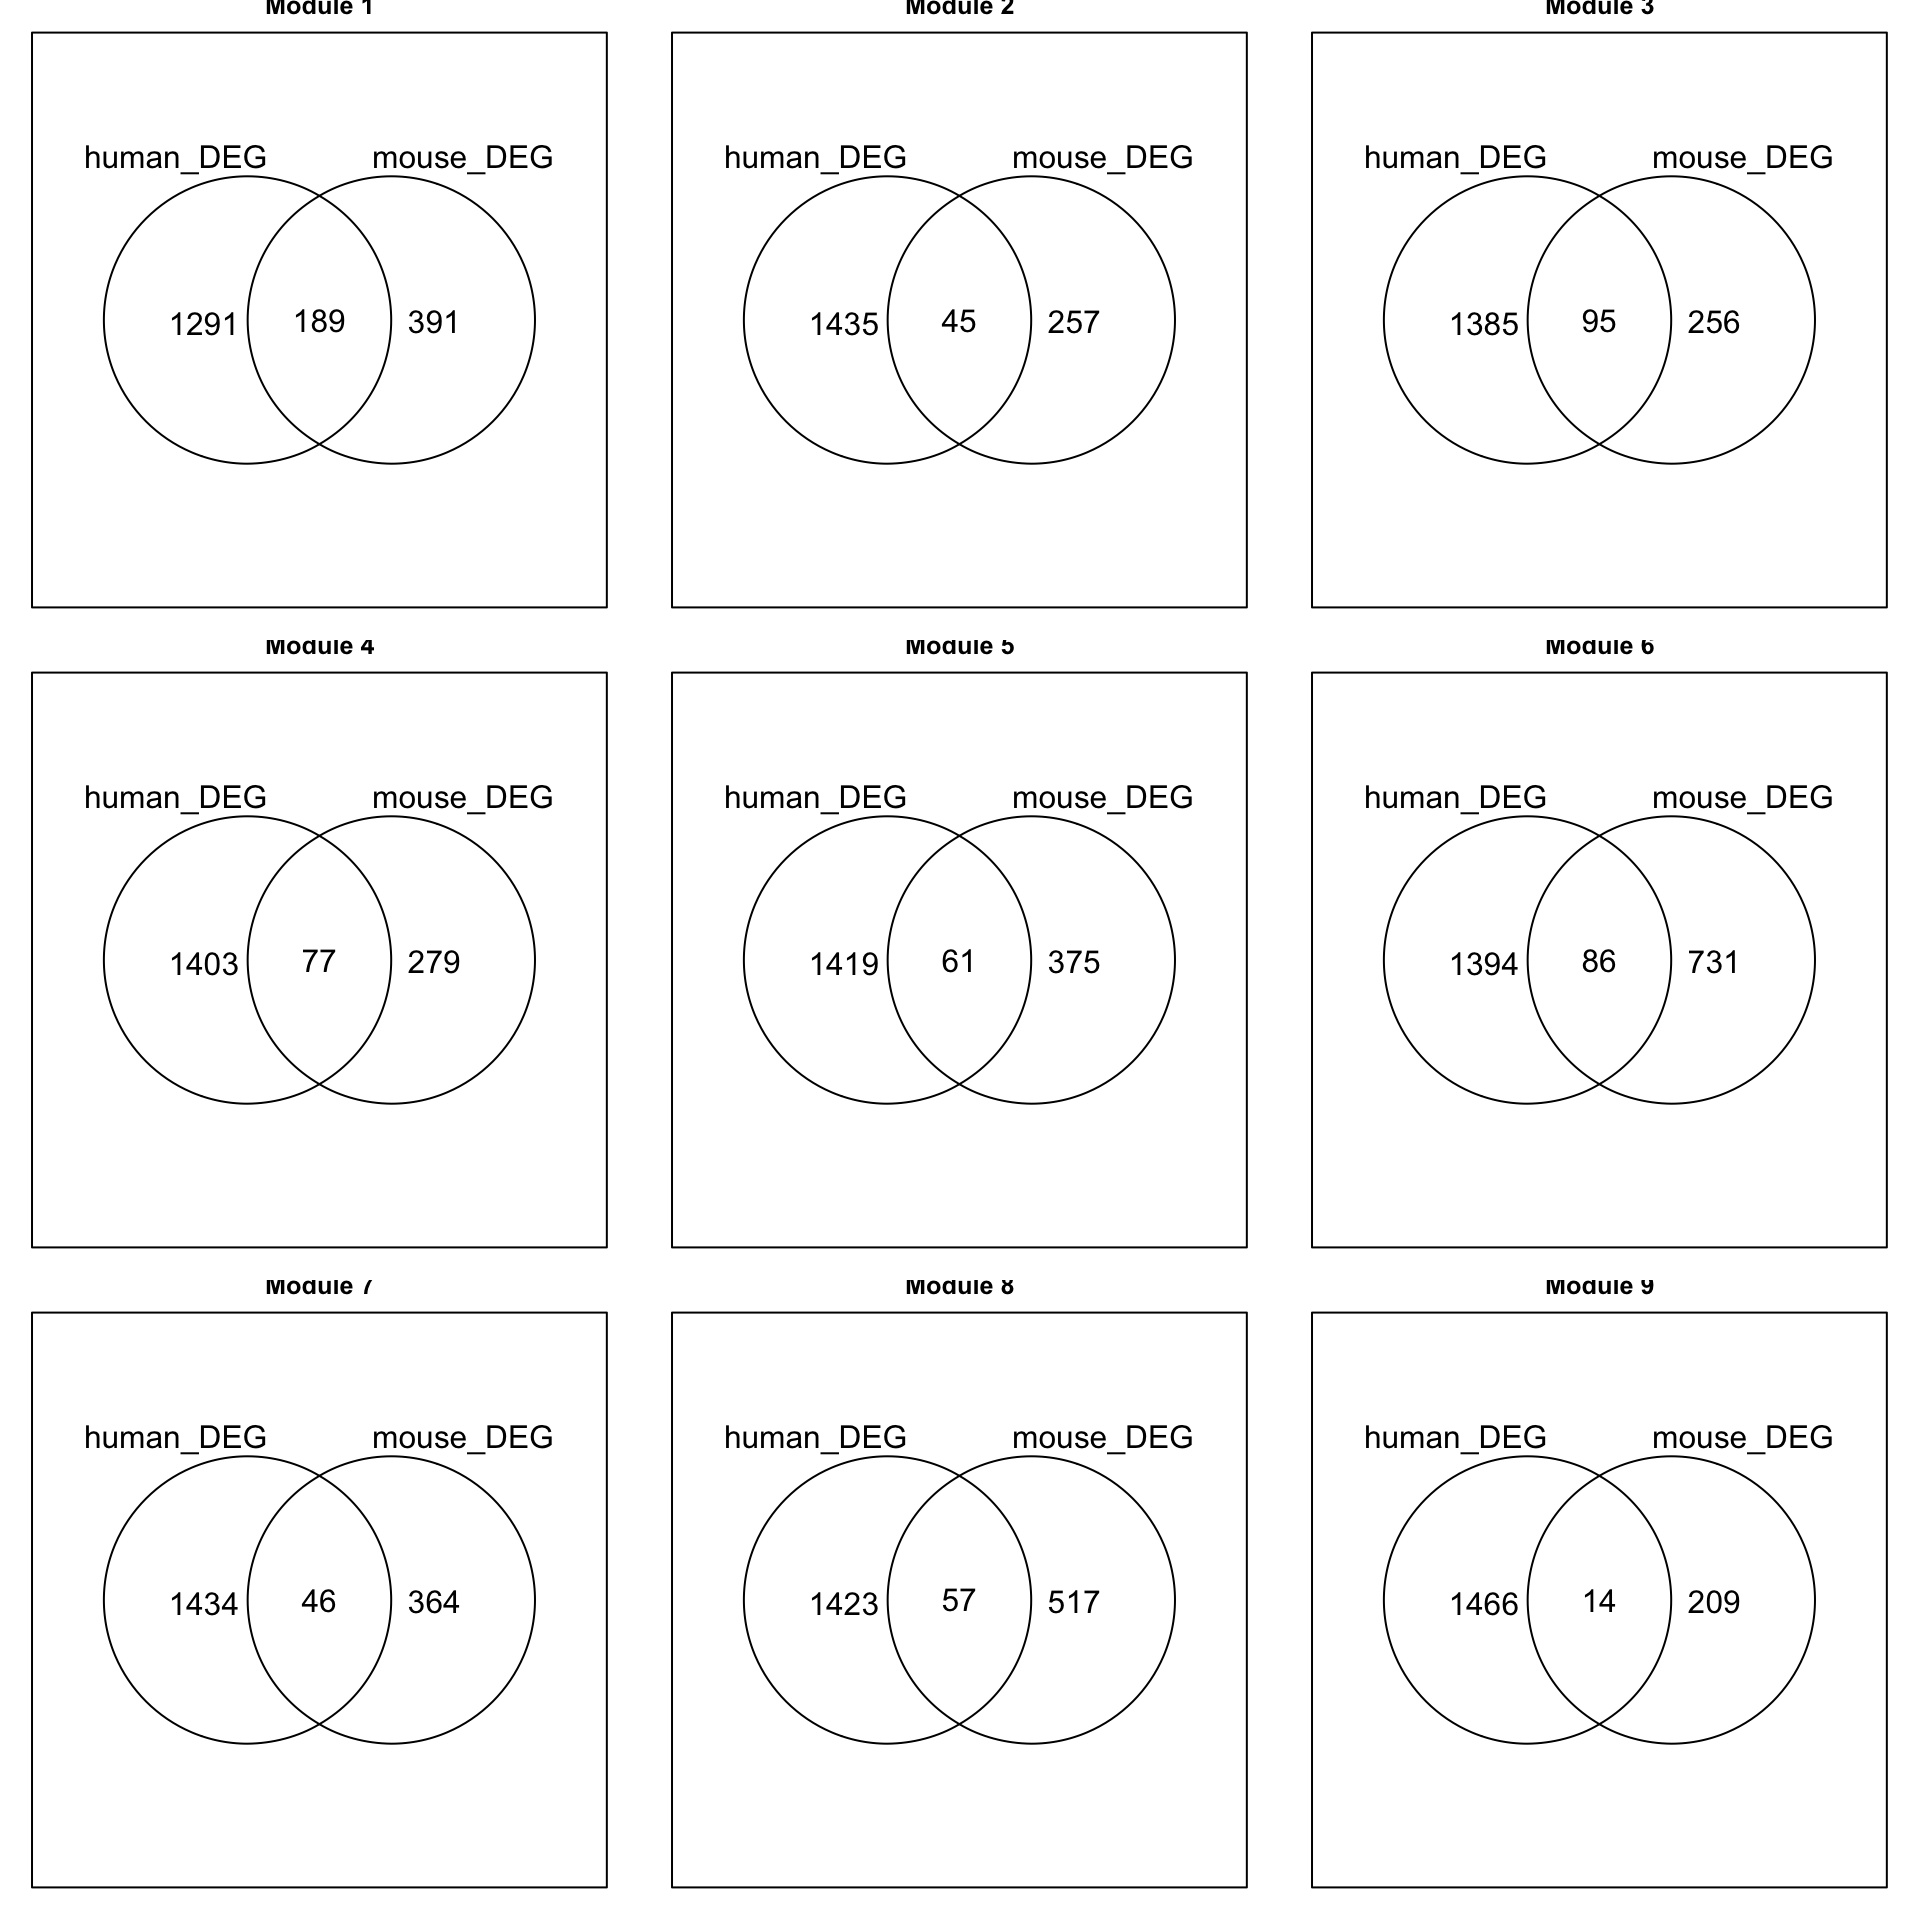 Module 1
Module 2
Module 3
human_DEG mouse_DEG
human_DEG mouse_DEG
human_DEG mouse_DEG
1291 189 391
1435 45 257
1385 95 256
Module 4
Module 5
Module 6
human_DEG mouse_DEG
human_DEG mouse_DEG
human_DEG mouse_DEG
1403 77 279
1419 61 375
1394 86 731
Module 7
Module 8
Module 9
human_DEG mouse_DEG
human_DEG mouse_DEG
human_DEG mouse_DEG
1434 46 364
1423 57 517
1466 14 209